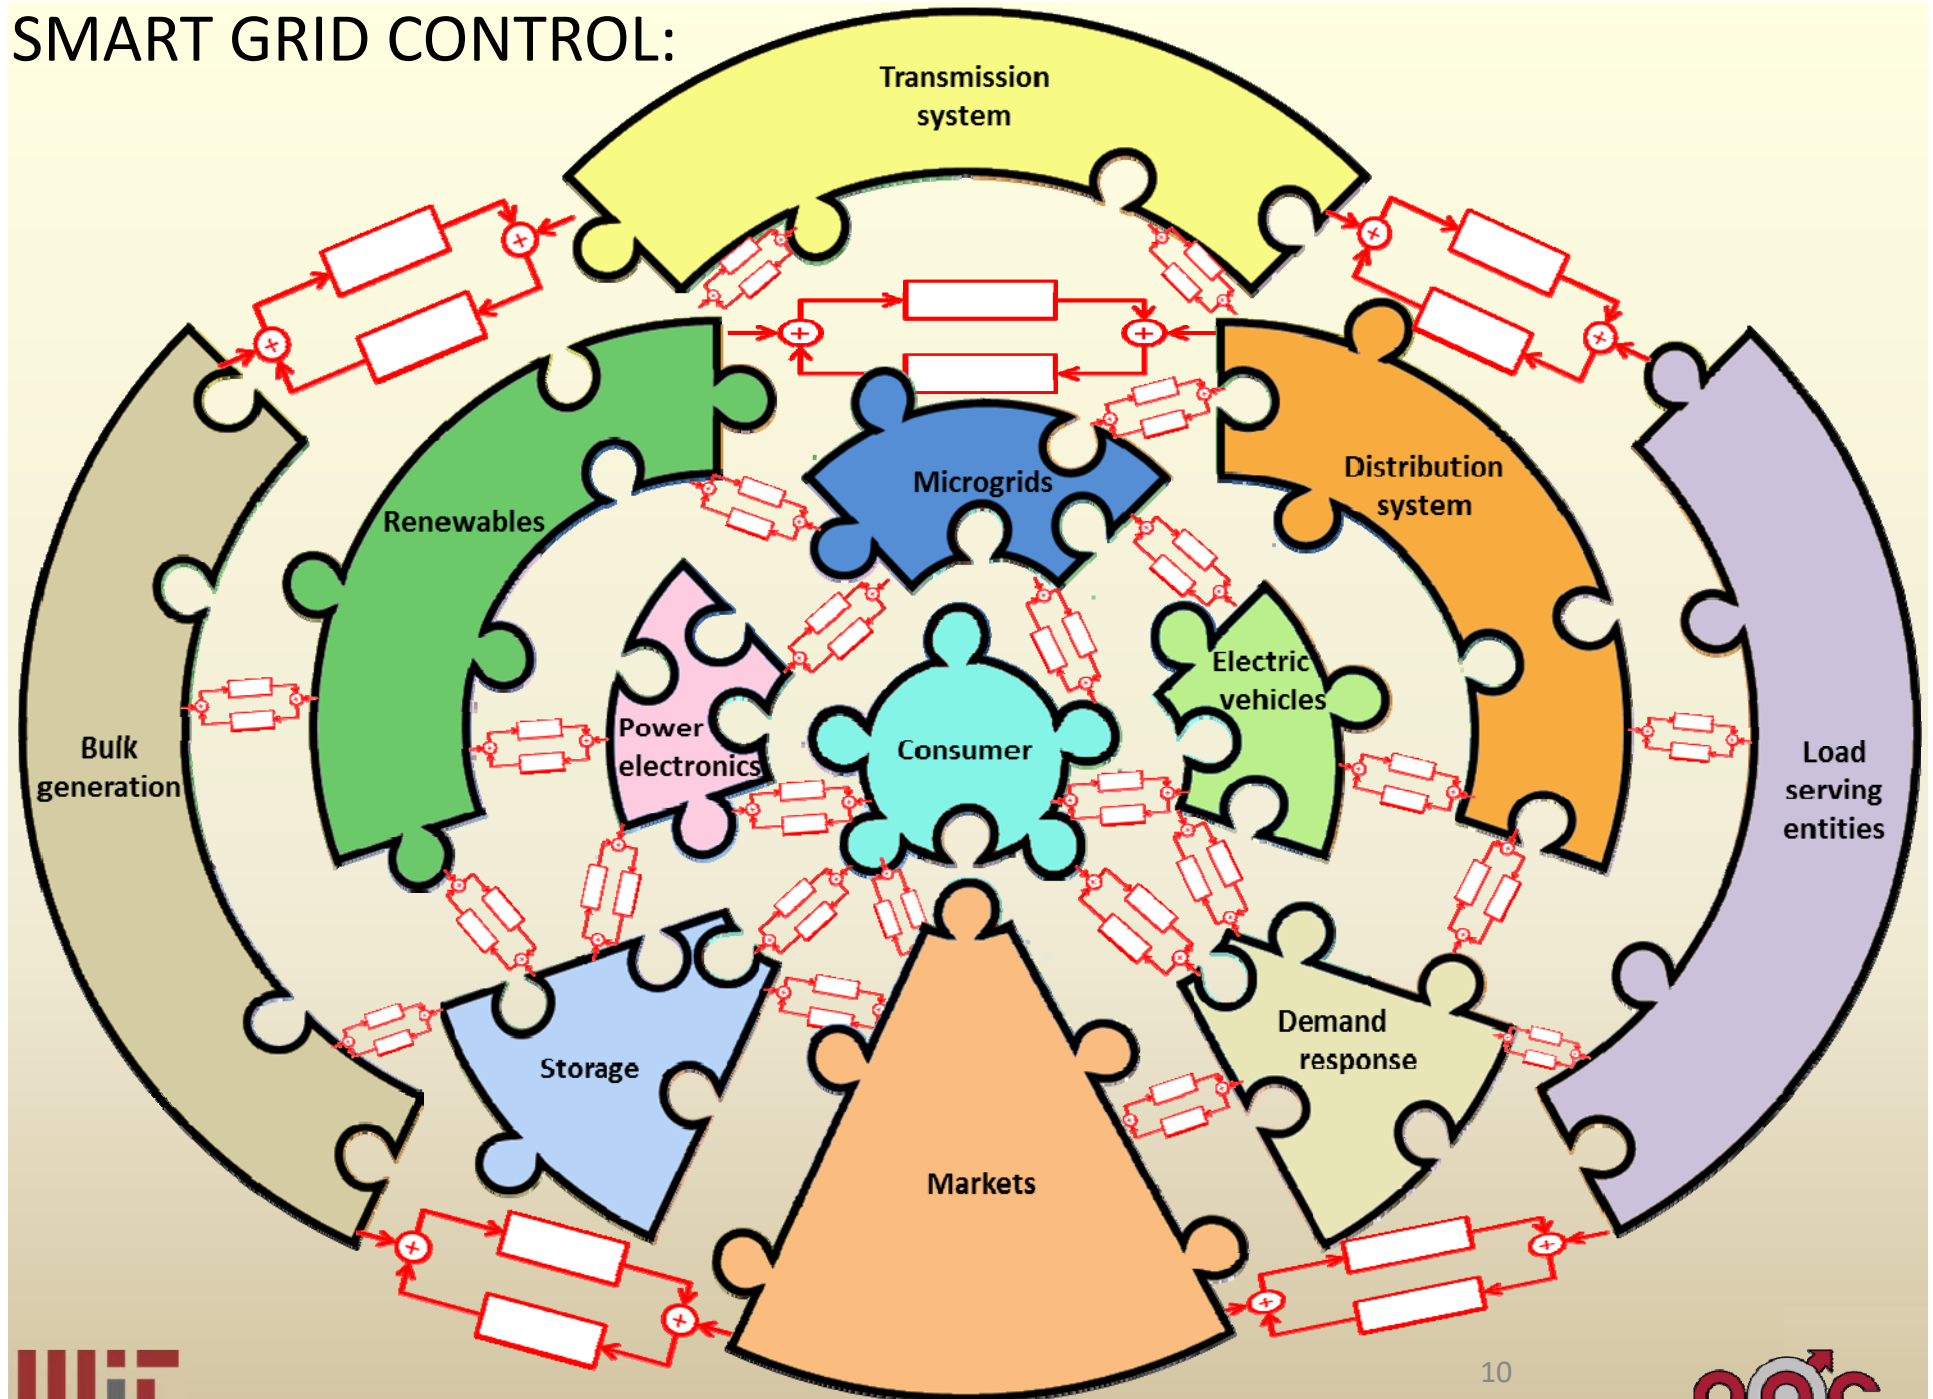 SMART GRID CONTROL:
Transmission
system
Microgrids
Distribution
system
Renewables
Electric
vehicles
Power
electronics
Consumer
Bulk
generation
Load
serving
entities
Demand
response
Storage
Markets
10
MIT